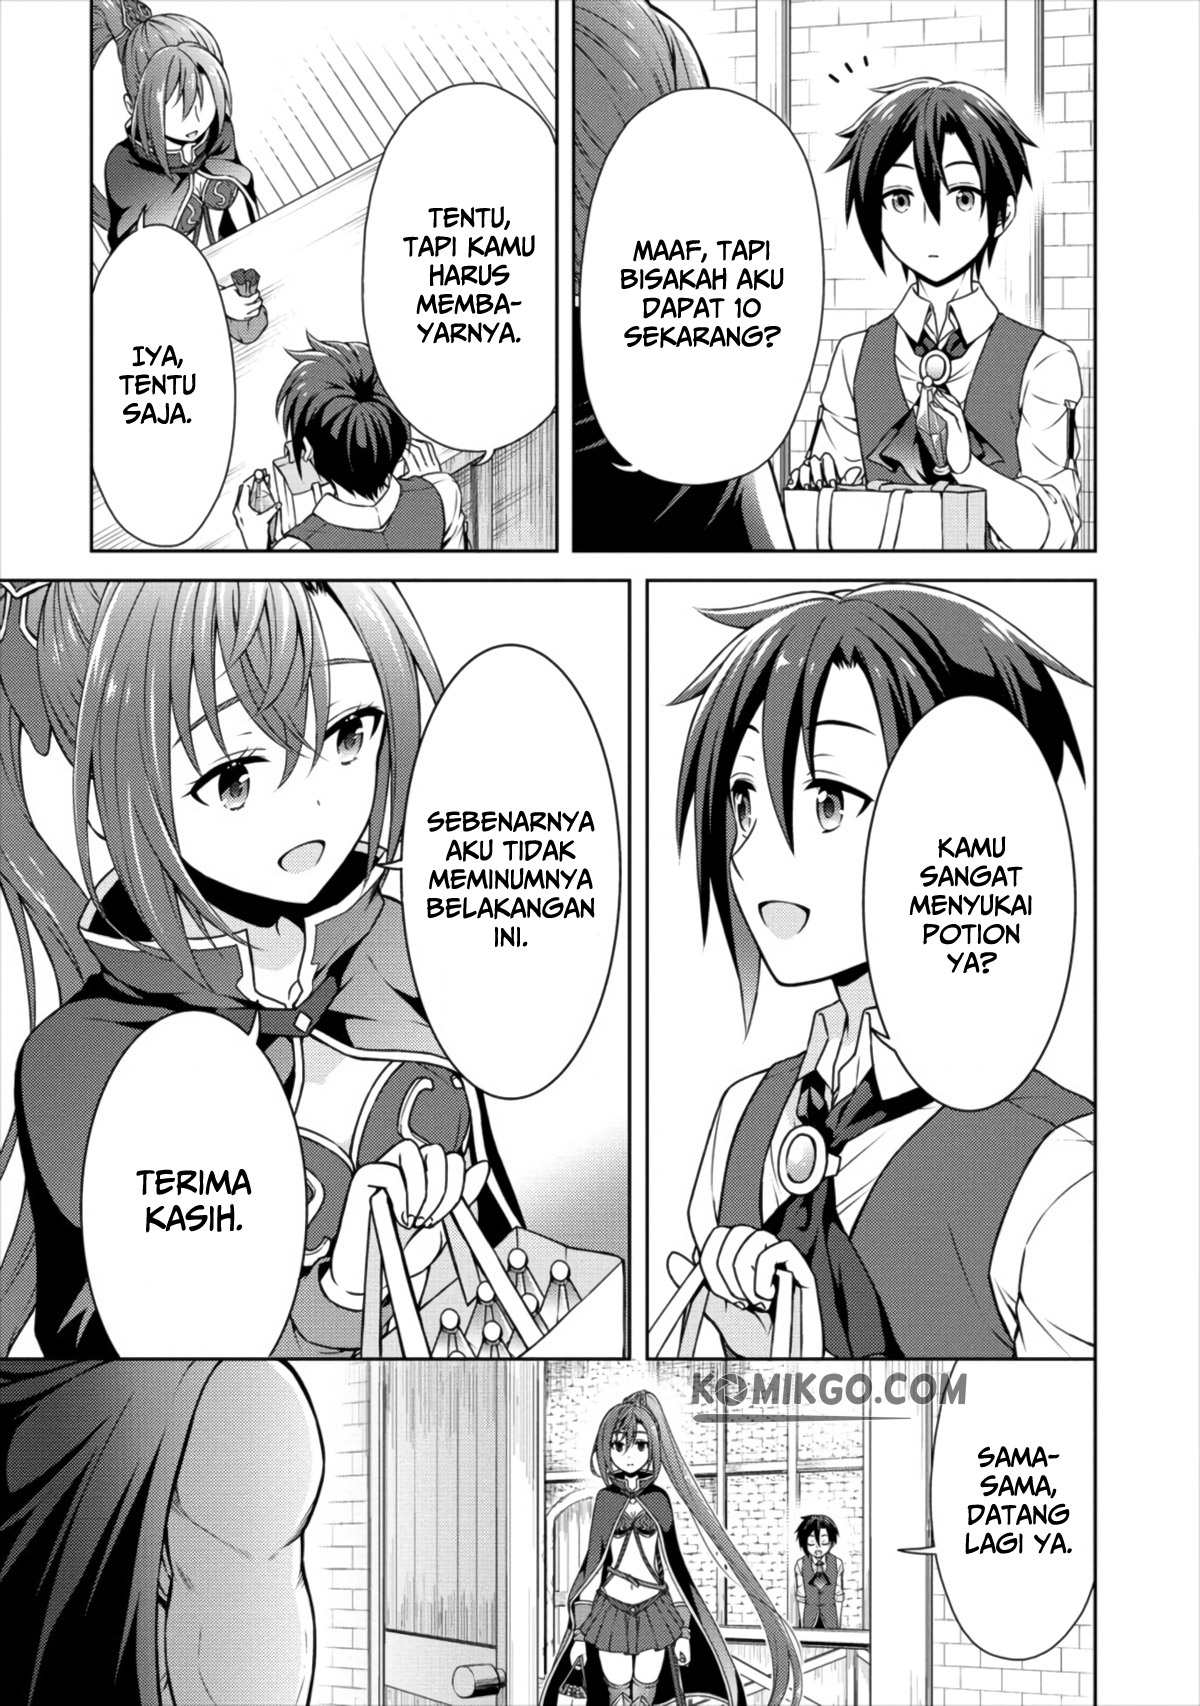 MAAF, TAPI
BISAKAH AKU
DAPAT 10
SEKARANG?
TENTU,
TAPI KAMU
HARUS
MEMBA-
YARNYA.
IYA,
TENTU
SAJA.
KAMU
SANGAT
MENYUKAI
POTION
YA?
SEBENARNYA
AKU TIDAK
MEMINUMNYA
BELAKANGAN
INI.
TERIMA
KASIH.
KOMIKGO.COM
SAMA-
SAMA,
DATANG
LAGI YA.